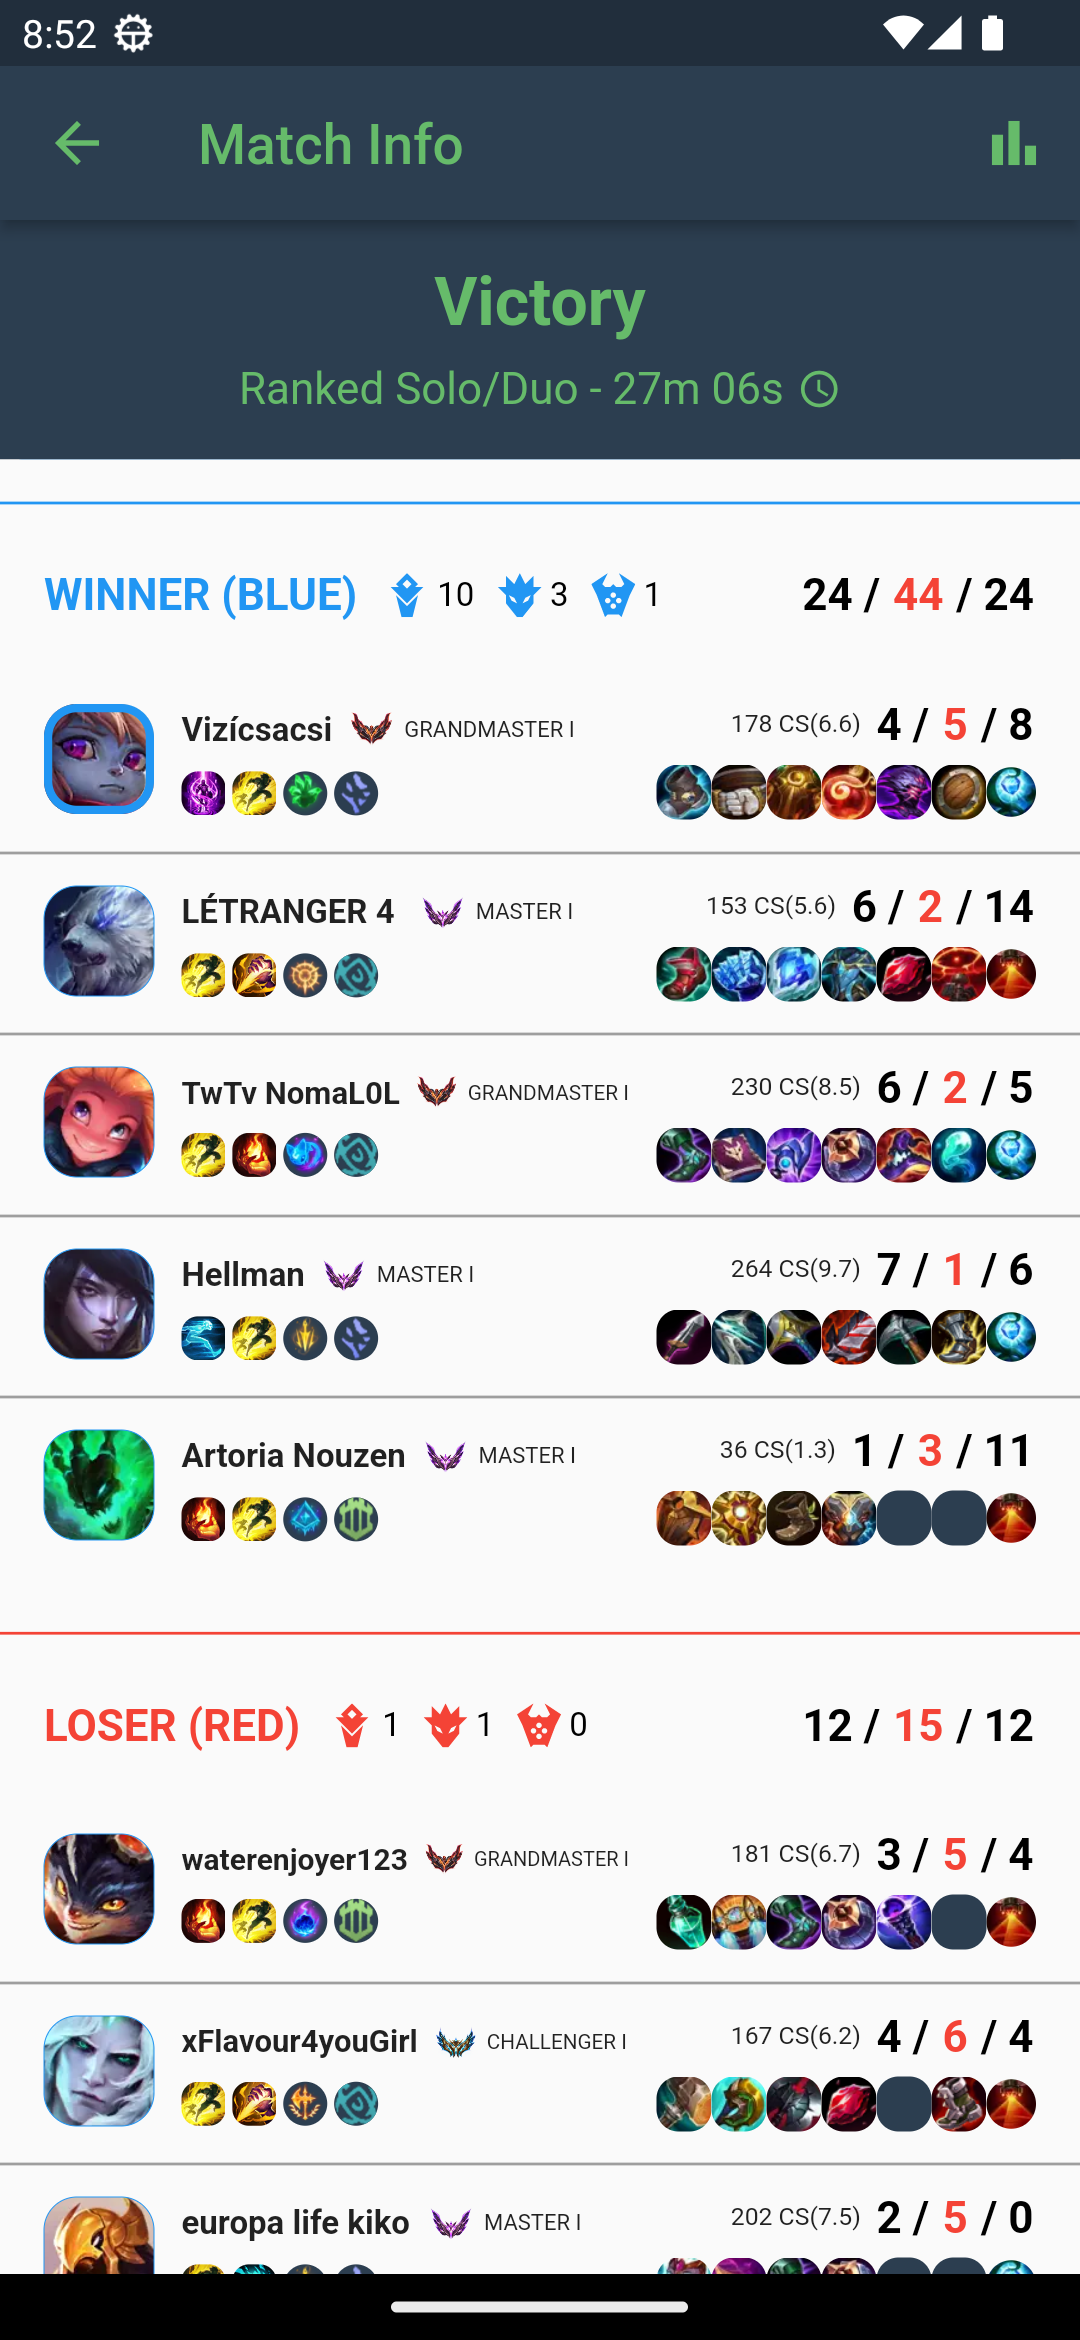 8:52
Match Info
Victory
Ranked Solo/Duo - 27m 06s
WINNER (BLUE) 10 3 1 24 / 44 / 24
Vizícsacsi GRANDMASTER I 178 CS(6.6) 4 / 5 / 8
LÉTRANGER 4 MASTER I 153 CS(5.6) 6 / 2 / 14
TwTv NomaL0L GRANDMASTER I 230 CS(8.5) 6 / 2 / 5
Hellman MASTER I 264 CS(9.7) 7 / 1 / 6
Artoria Nouzen MASTER I 36 CS(1.3) 1 / 3 / 11
LOSER (RED) 1 1 0 12 / 15 / 12
waterenjoyer123 GRANDMASTER I 181 CS(6.7) 3 / 5 / 4
xFlavour4youGirl CHALLENGER I 167 CS(6.2) 4 / 6 / 4
europa life kiko MASTER I 202 CS(7.5) 2 / 5 / 0